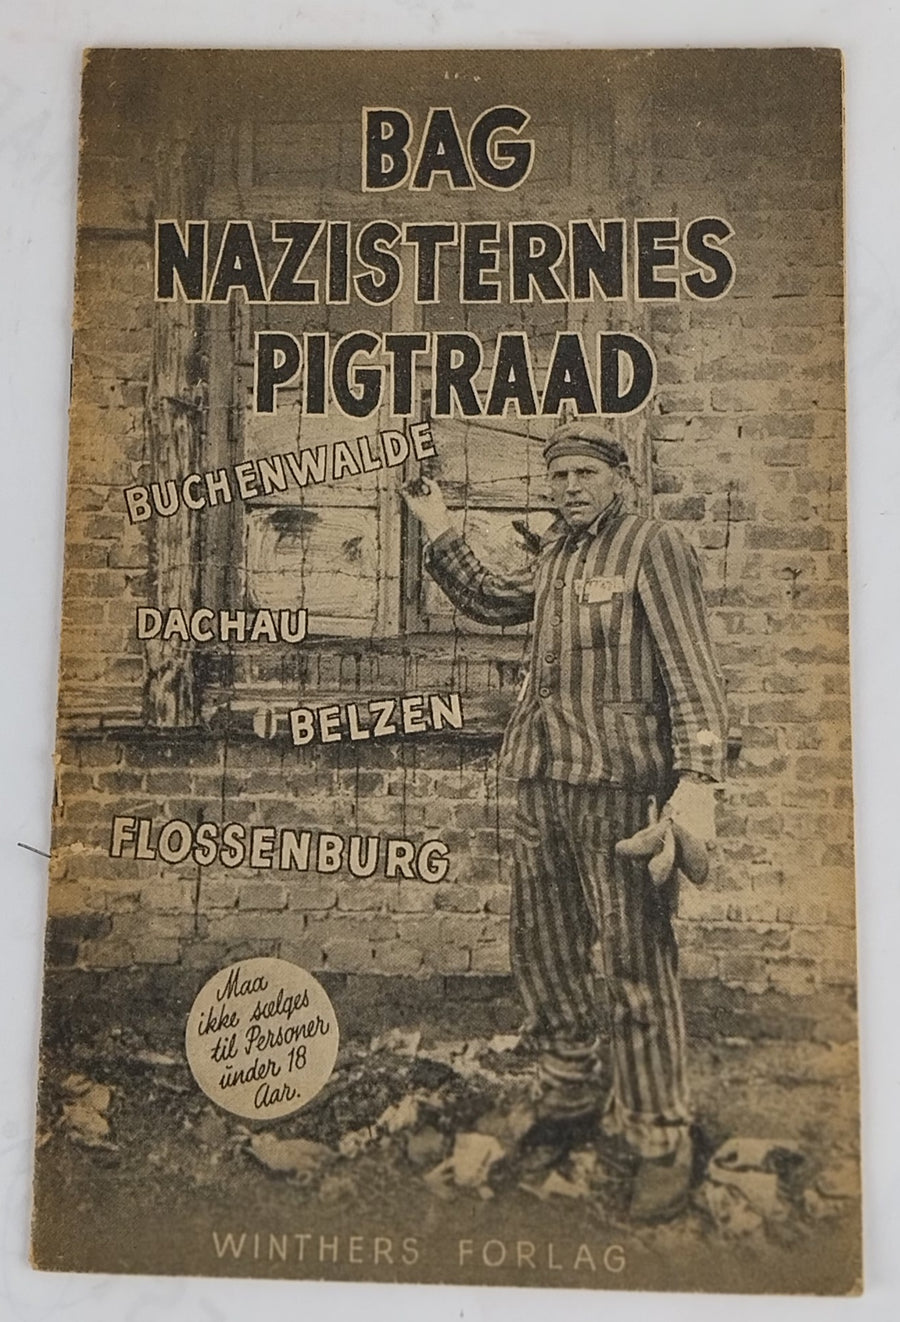 BAG
NAZISTERNES
PIGTRAAD
BUCHENWALDE
DACHAU
BELZEN
FLOSSENBURG
Maa
ikke sælges
til Personer
under 18
Aar.
WINTHERS FORLAG